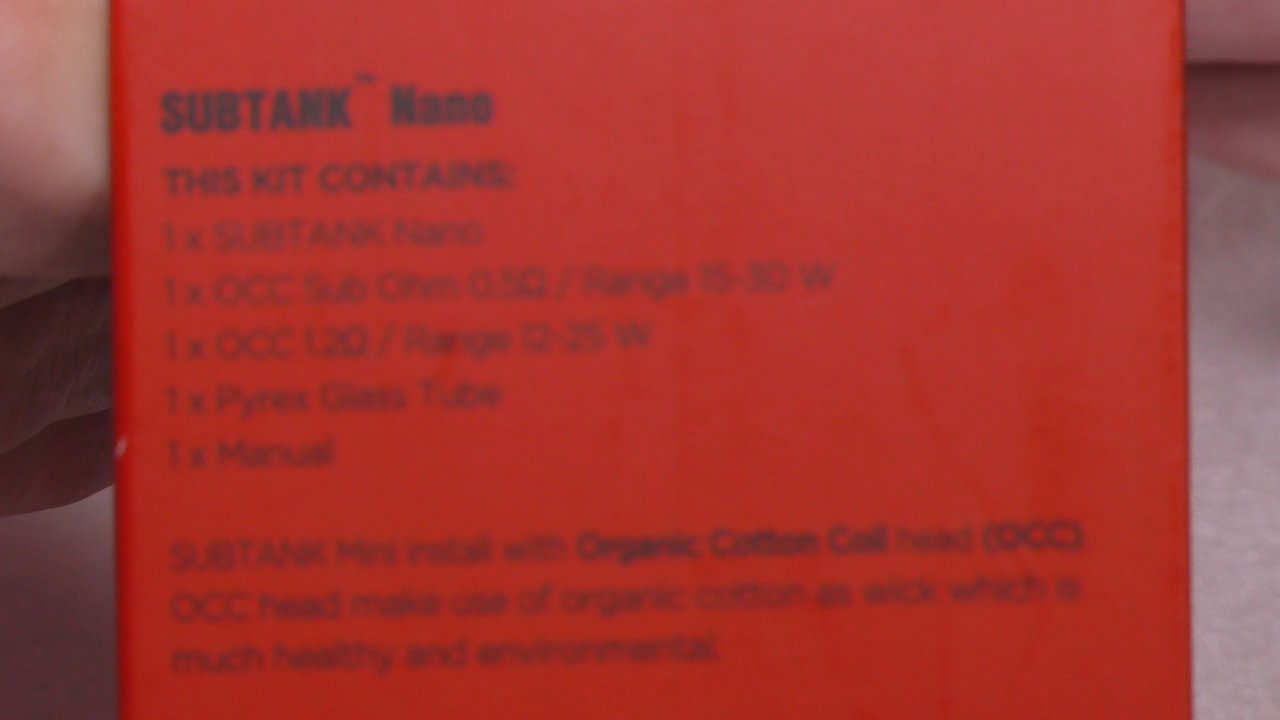 SUBTANK™ Nano
THIS KIT CONTAINS:
1 x SUBTANK Nano
1 x OCC Sub Ohm 0.5Ω / Range 15-30 W
1 x OCC 1.2Ω / Range 12-25 W
1 x Pyrex Glass Tube
1 x Manual
SUBTANK Mini install with Organic Cotton Coil head (OCC).
OCC head make use of organic cotton as wick which is
much healthy and environmental.